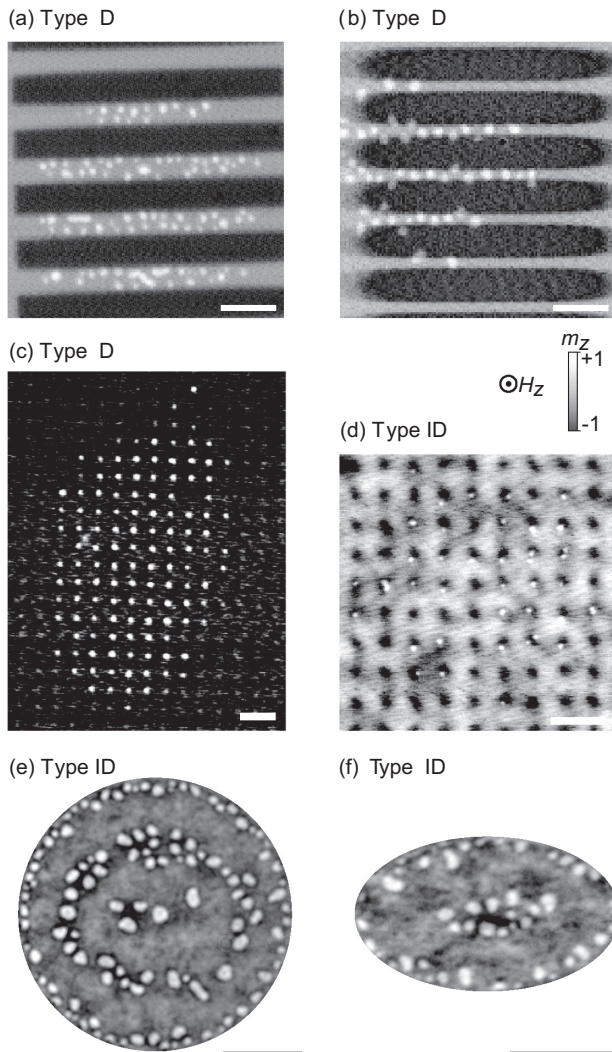 (a) Type D
(b) Type D
(c) Type D
m_z
+1
H_z
-1
(d) Type ID
(e) Type ID
(f) Type ID